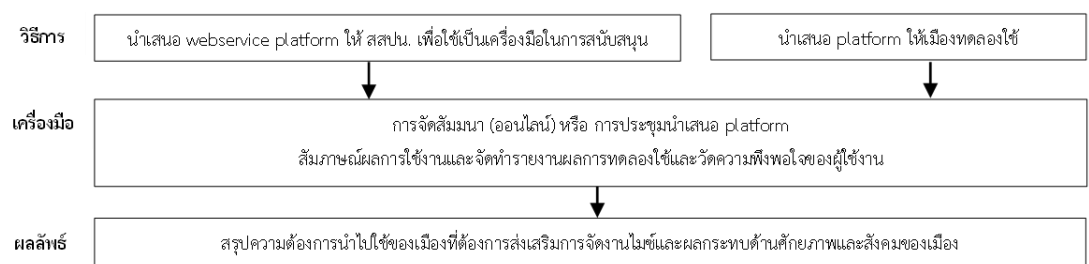 วิธีการ
นำเสนอ webservice platform ให้ สสปน. เพื่อใช้เป็นเครื่องมือในการสนับสนุน
นำเสนอ platform ให้เมืองทดลองใช้
เครื่องมือ
การจัดสัมมนา (ออนไลน์) หรือ การประชุมนำเสนอ platform
สัมภาษณ์ผลการใช้งานและจัดทำรายงานผลการทดลองใช้และวัดความพึงพอใจของผู้ใช้งาน
ผลลัพธ์
สรุปความต้องการนำไปใช้ของเมืองที่ต้องการส่งเสริมการจัดงานไมซ์และผลกระทบด้านศักยภาพและสังคมของเมือง